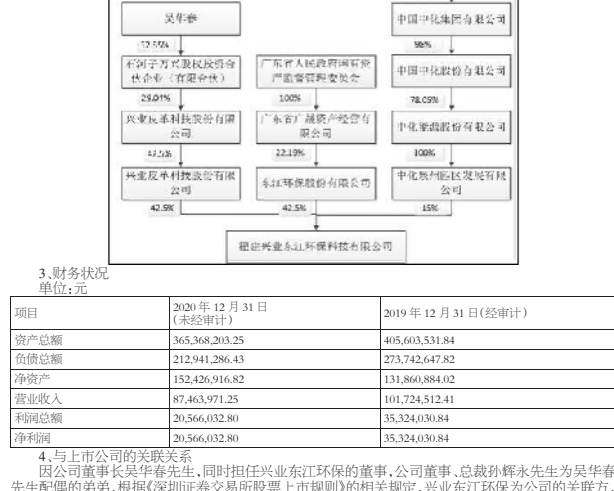 吴华春
中国中化集团有限公司
98%
石河子万兴股权投资合
伙企业（有限合伙）
广东省人民政府国有资
产监督管理委员会
中国中化股份有限公司
29.04%
100%
78.05%
兴业皮革科技股份有限
公司
广东省广晟资产经营有
限公司
中化能源股份有限公司
42.5%
22.19%
100%
兴业皮革科技股份有限
公司
东江环保股份有限公司
中化泉州园区发展有限
公司
42.5%
42.5%
15%
福建兴业东江环保科技有限公司
3、财务状况
单位:元
项目
2020 年 12 月 31 日
(未经审计)
2019 年 12 月 31 日(经审计)
资产总额 365,368,203.25 405,603,531.84
负债总额 212,941,286.43 273,742,647.82
净资产 152,426,916.82 131,860,884.02
营业收入 87,463,971.25 101,724,512.41
利润总额 20,566,032.80 35,324,030.84
净利润 20,566,032.80 35,324,030.84
4、与上市公司的关联关系
因公司董事长吴华春先生,同时担任兴业东江环保的董事,公司董事、总裁孙辉永先生为吴华春
先生配偶的弟弟,根据《深圳证券交易所股票上市规则》的相关规定,兴业东江环保为公司的关联方,